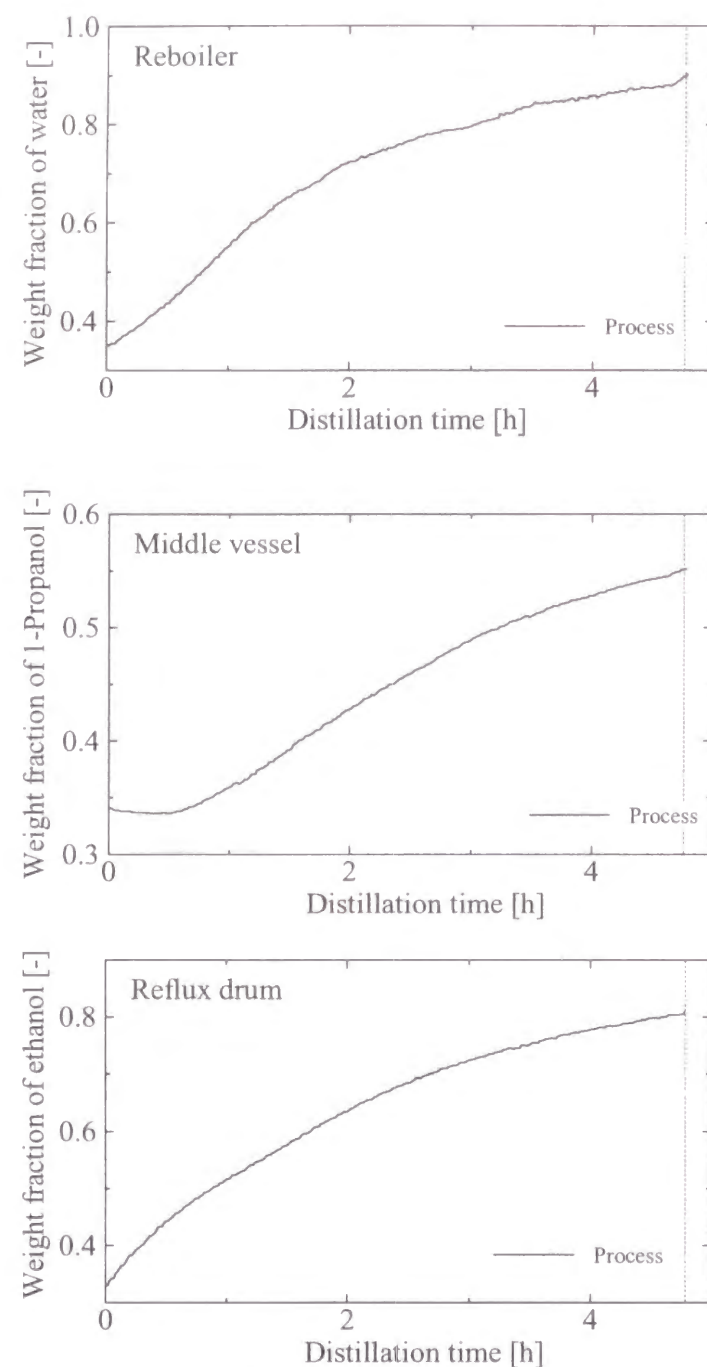 Reboiler
Weight fraction of water [-]
1.0
0.8
0.6
0.4
0
2
4
Process
Distillation time [h]
Middle vessel
Weight fraction of 1-Propanol [-]
0.6
0.5
0.4
0.3
0
2
4
Process
Distillation time [h]
Reflux drum
Weight fraction of ethanol [-]
0.8
0.6
0.4
0
2
4
Process
Distillation time [h]